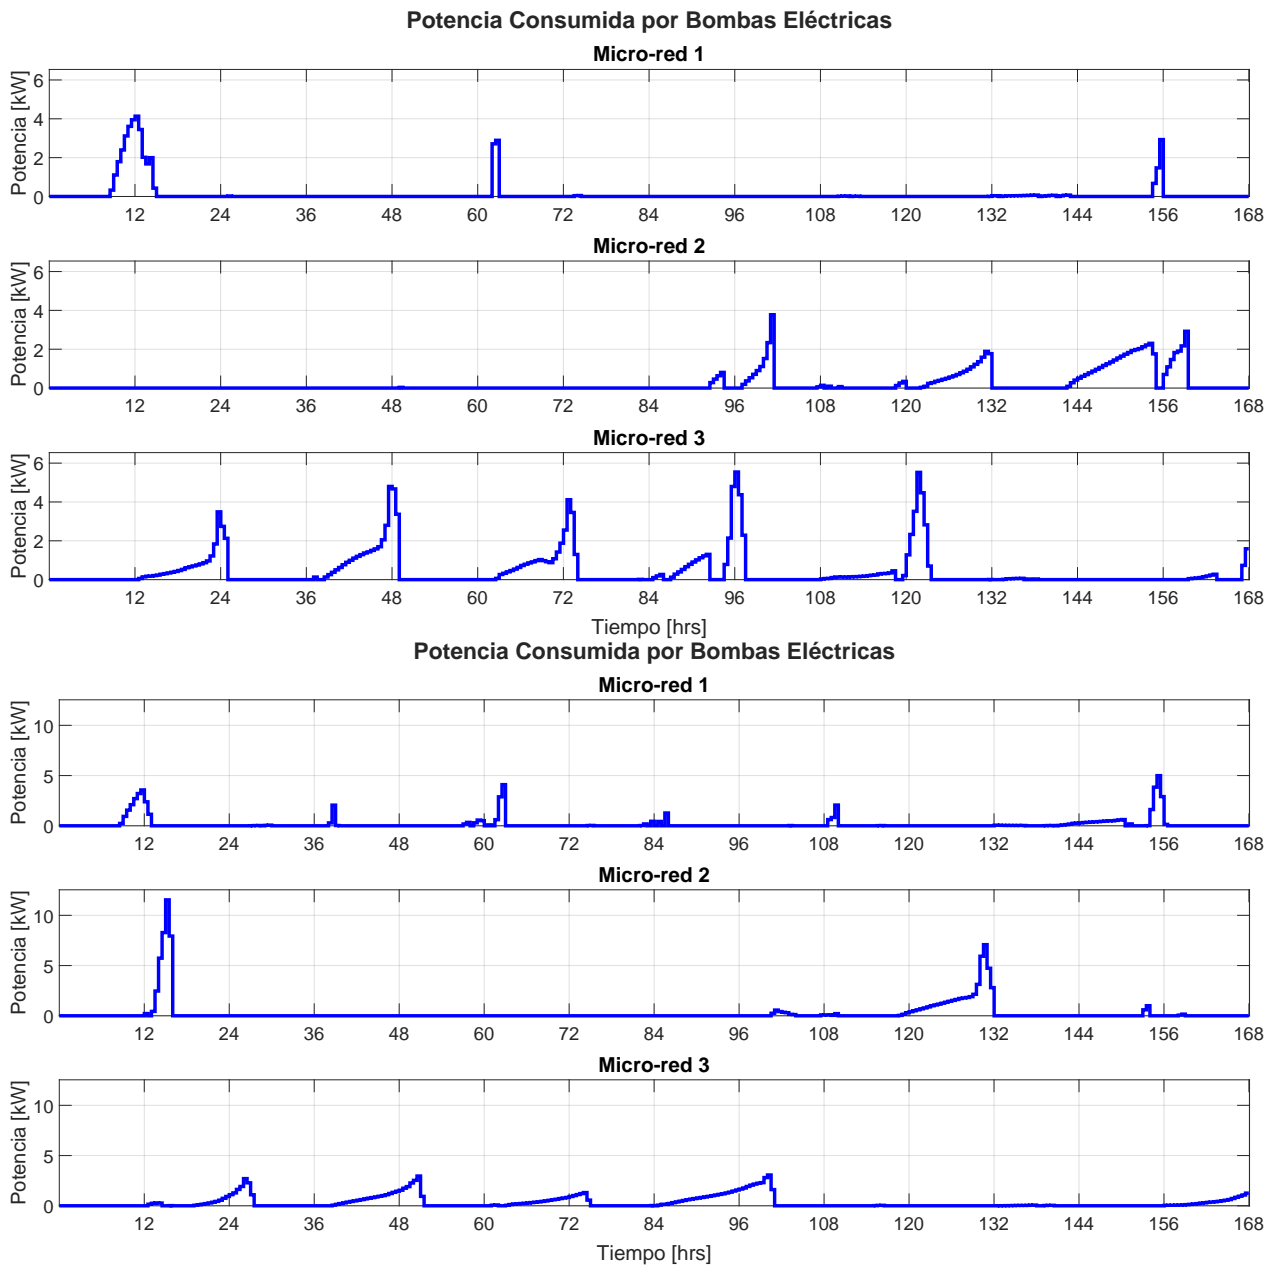 Potencia Consumida por Bombas Eléctricas
Micro-red 1
Potencia [kW]
6
4
2
0
12 24 36 48 60 72 84 96 108 120 132 144 156 168
Micro-red 2
Potencia [kW]
6
4
2
0
12 24 36 48 60 72 84 96 108 120 132 144 156 168
Micro-red 3
Potencia [kW]
6
4
2
0
12 24 36 48 60 72 84 96 108 120 132 144 156 168
Tiempo [hrs]
Potencia Consumida por Bombas Eléctricas
Micro-red 1
Potencia [kW]
10
5
0
12 24 36 48 60 72 84 96 108 120 132 144 156 168
Micro-red 2
Potencia [kW]
10
5
0
12 24 36 48 60 72 84 96 108 120 132 144 156 168
Micro-red 3
Potencia [kW]
10
5
0
12 24 36 48 60 72 84 96 108 120 132 144 156 168
Tiempo [hrs]